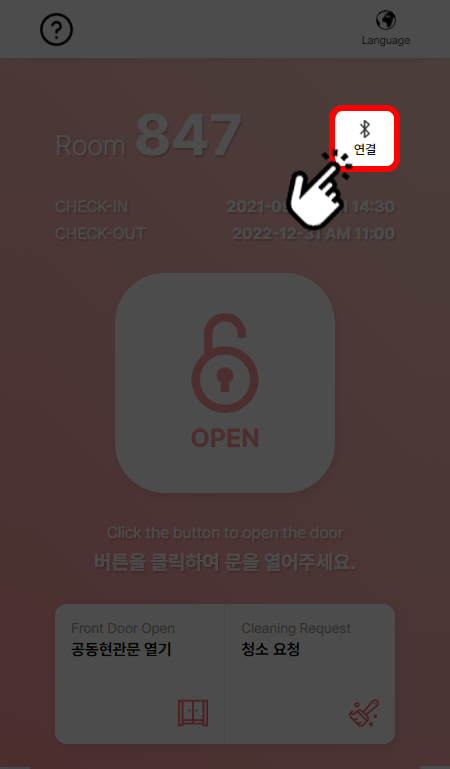 ?
Language
Room 847
연결
CHECK-IN 2021-0 14:30
CHECK-OUT 2022-12-31 AM 11:00
OPEN
Click the button to open the door
버튼을 클릭하여 문을 열어주세요.
Front Door Open
공동현관문 열기
Cleaning Request
청소 요청